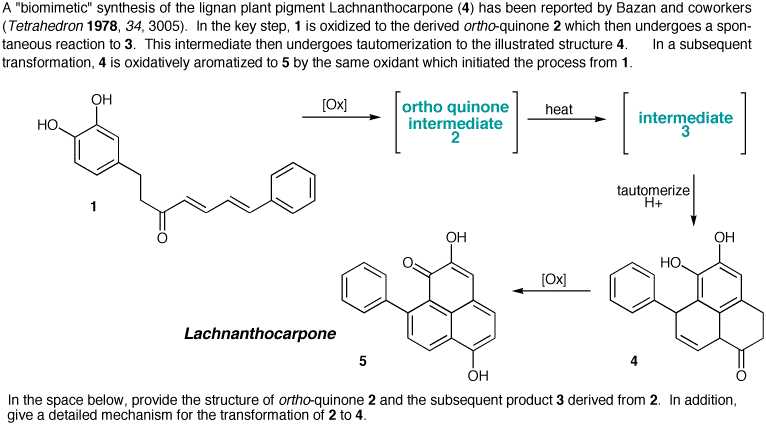 A "biomimetic" synthesis of the lignan plant pigment Lachnanthocarpone (4) has been reported by Bazan and coworkers
(Tetrahedron 1978, 34, 3005). In the key step, 1 is oxidized to the derived ortho-quinone 2 which then undergoes a spon-
taneous reaction to 3. This intermediate then undergoes tautomerization to the illustrated structure 4. In a subsequent
transformation, 4 is oxidatively aromatized to 5 by the same oxidant which initiated the process from 1.
OH
HO
O
1
[Ox]
ortho quinone
intermediate
2
heat
intermediate
3
tautomerize
H+
OH
HO
O
4
[Ox]
OH
O
OH
5
Lachnanthocarpone
In the space below, provide the structure of ortho-quinone 2 and the subsequent product 3 derived from 2. In addition,
give a detailed mechanism for the transformation of 2 to 4.